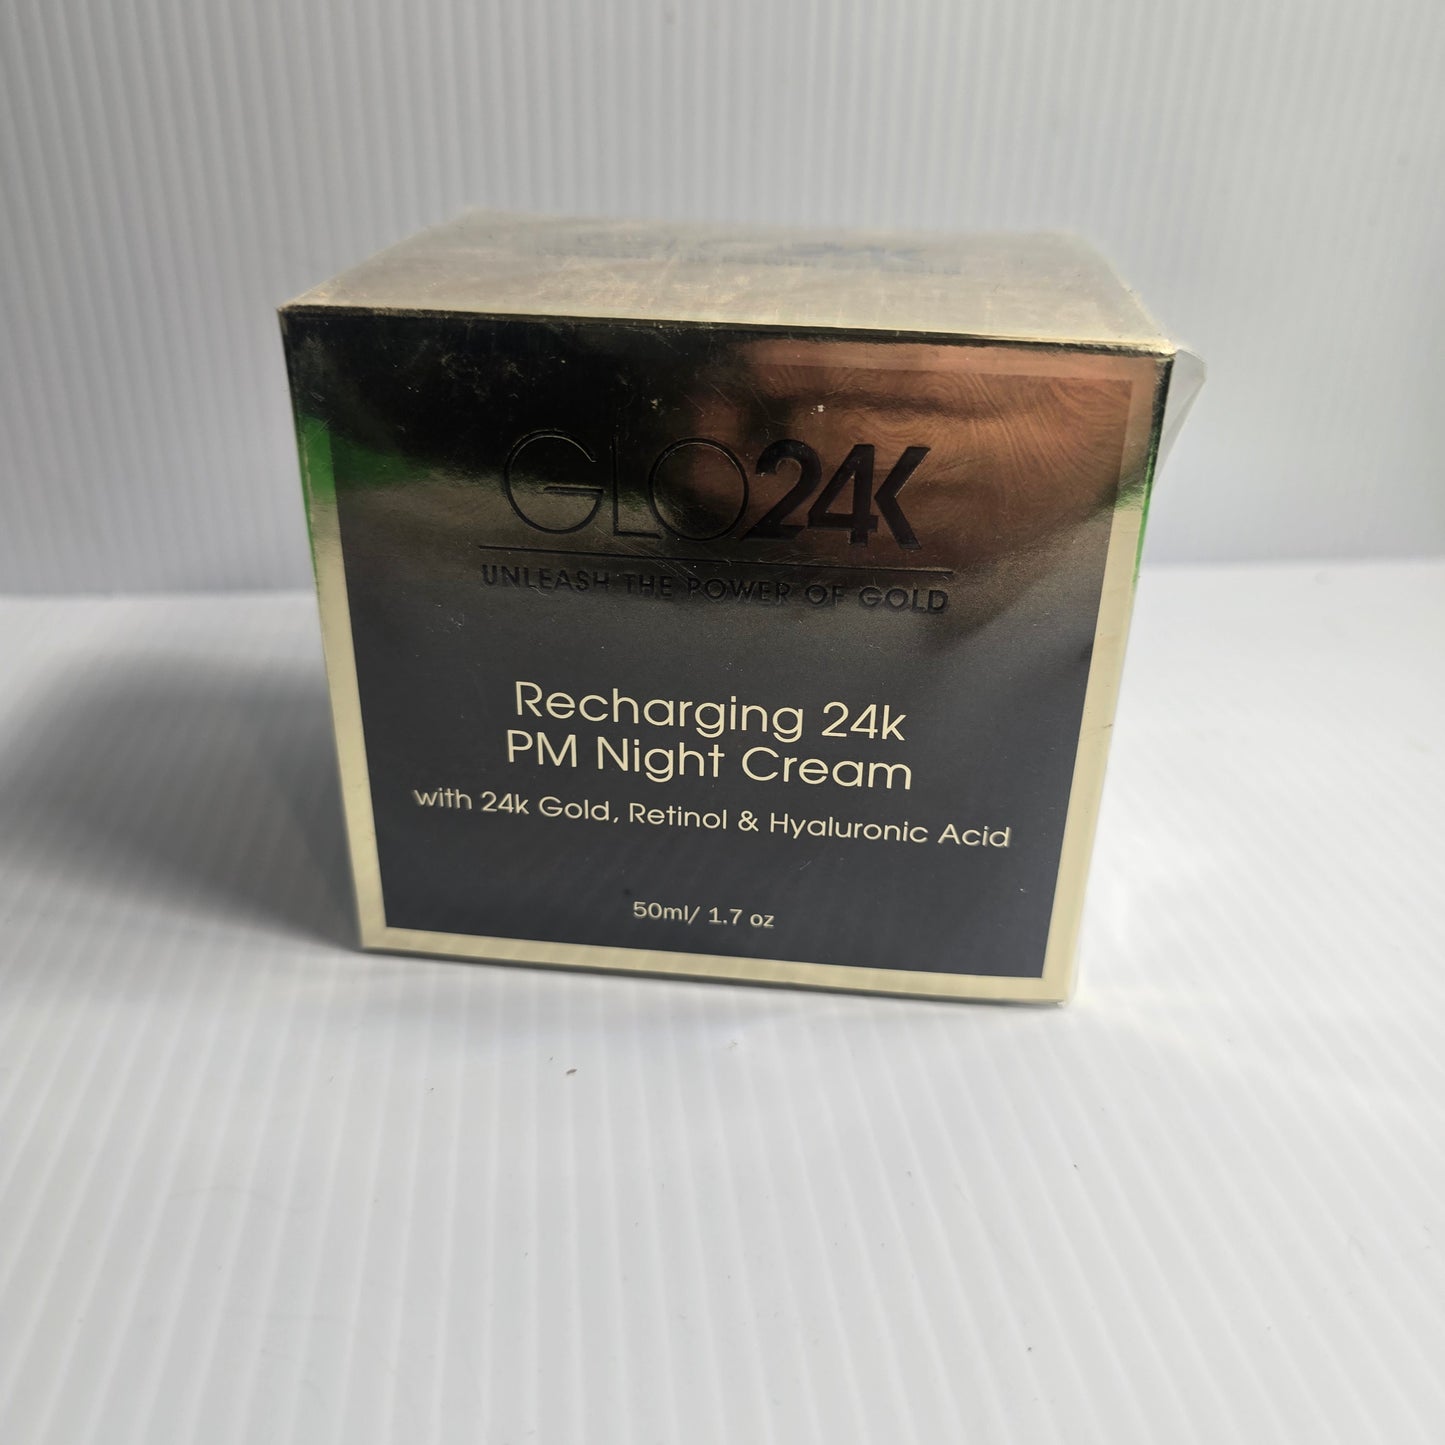 GLO24K
UNLEASH THE POWER OF GOLD
Recharging 24k
PM Night Cream
with 24k Gold, Retinol & Hyaluronic Acid
50ml/ 1.7 oz